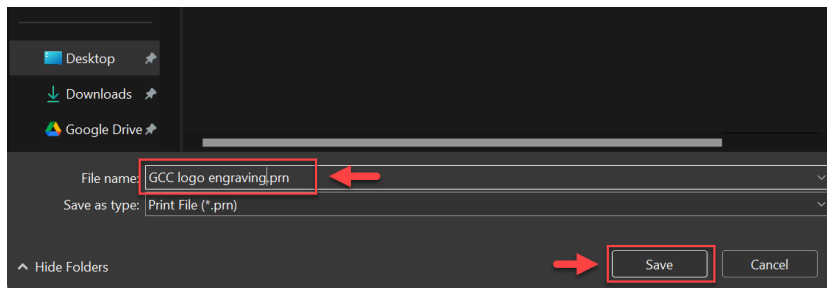 Desktop
Downloads
Google Drive
File name: GCC logo engraving.prn
Save as type: Print File (*.prn)
Hide Folders Save Cancel